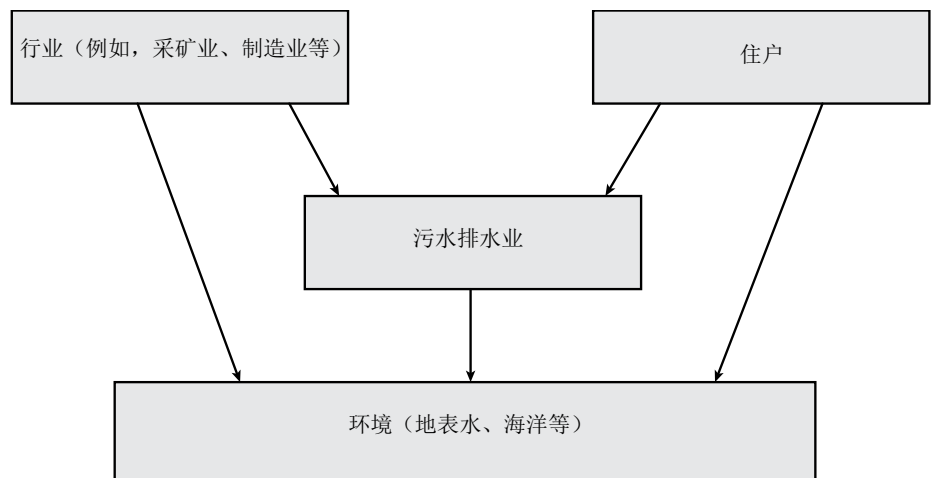 行业（例如，采矿业、制造业等）
住户
污水排水业
环境（地表水、海洋等）